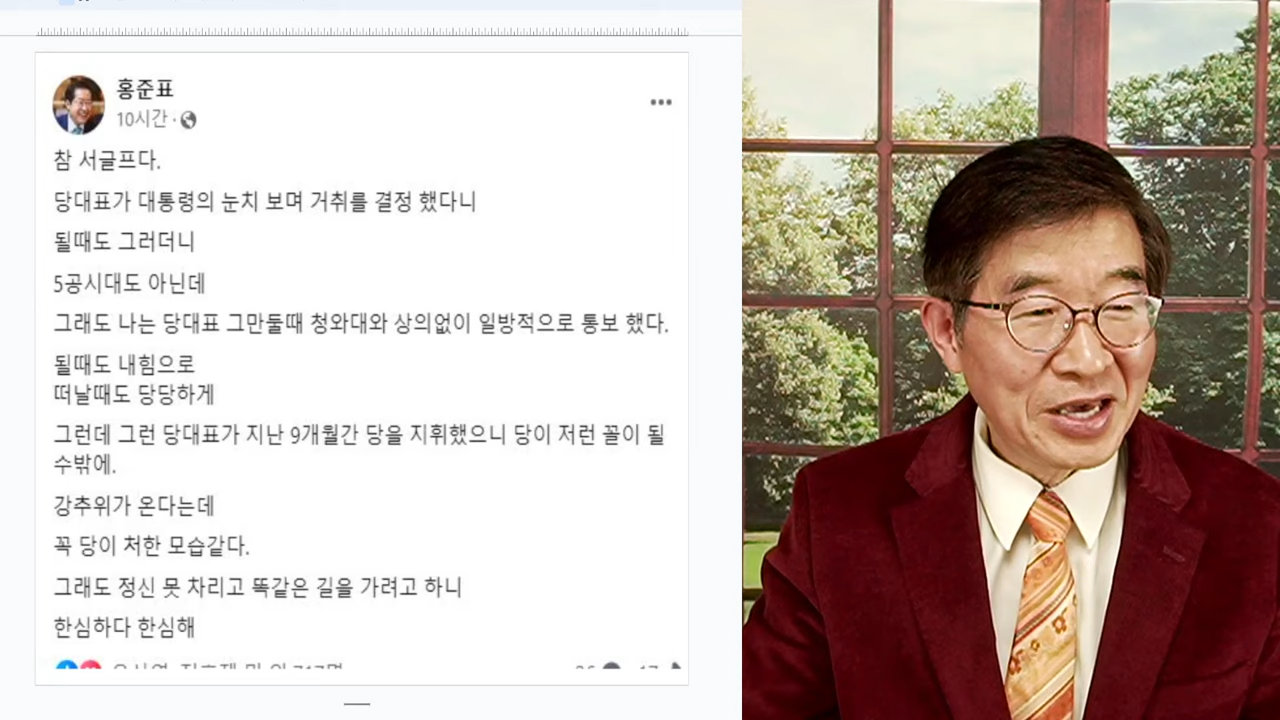 홍준표
10시간 ·
참 서글프다.
당대표가 대통령의 눈치 보며 거취를 결정 했다니
될때도 그러더니
5공시대도 아닌데
그래도 나는 당대표 그만둘때 청와대와 상의없이 일방적으로 통보 했다.
될때도 내힘으로
떠날때도 당당하게
그런데 그런 당대표가 지난 9개월간 당을 지휘했으니 당이 저런 꼴이 될
수밖에.
강추위가 온다는데
꼭 당이 처한 모습같다.
그래도 정신 못 차리고 똑같은 길을 가려고 하니
한심하다 한심해